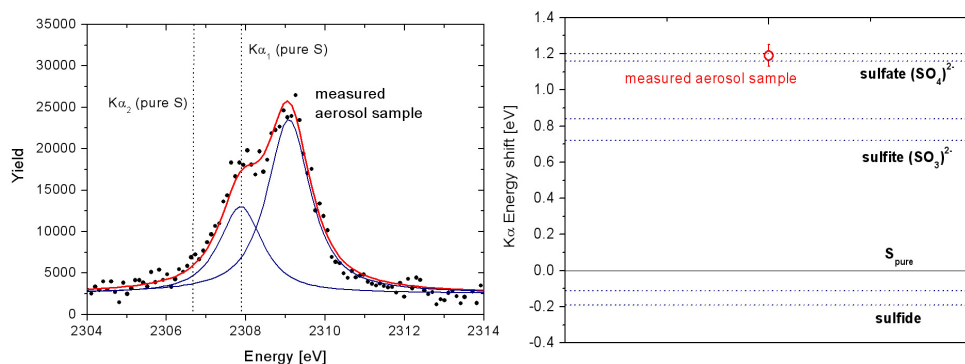 35000
30000
25000
20000
15000
10000
5000
0
Yield
Kα₁ (pure S)
Kα₂ (pure S)
measured
aerosol sample
2304 2306 2308 2310 2312 2314
Energy [eV]
1.4
1.2
1.0
0.8
0.6
0.4
0.2
0.0
-0.2
-0.4
Kα Energy shift [eV]
sulfate (SO₄)²⁻
measured aerosol sample
sulfite (SO₃)²⁻
S pure
sulfide